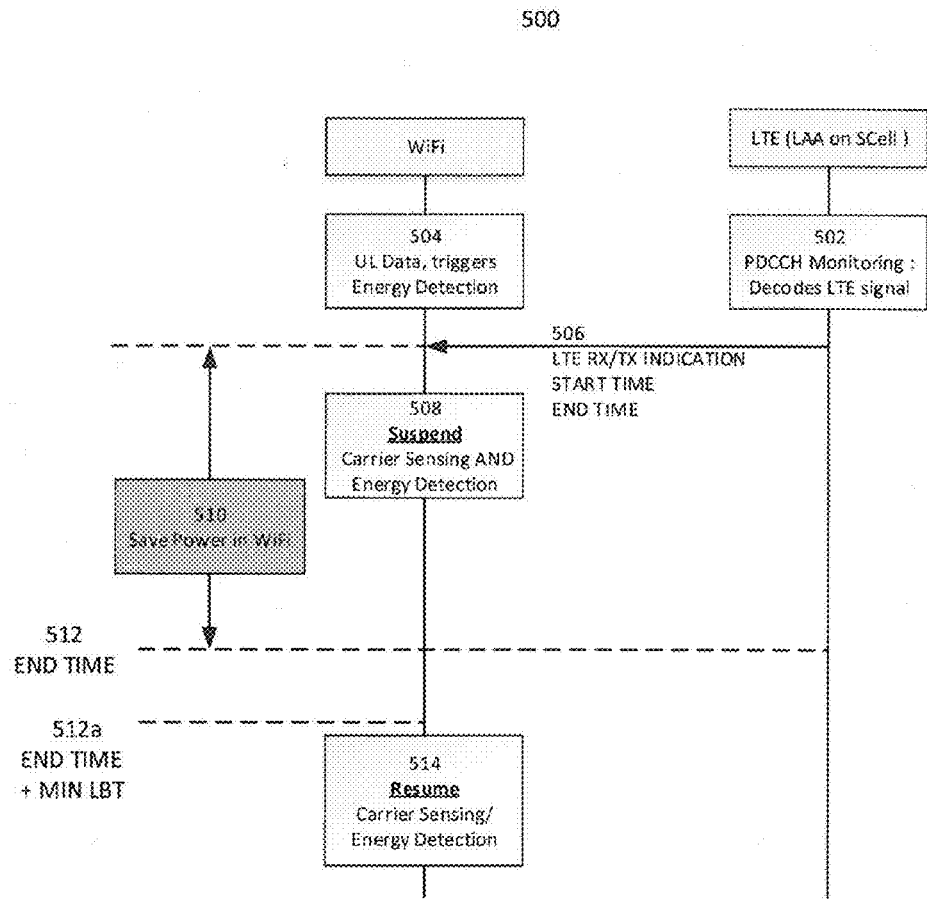 500
WiFi
LTE (LAA on SCell )
504
UL Data, triggers
Energy Detection
502
PDCCH Monitoring :
Decodes LTE signal
506
LTE RX/TX INDICATION
START TIME
END TIME
508
Suspend
Carrier Sensing AND
Energy Detection
510
Save Power in WiFi
512
END TIME
512a
END TIME
+ MIN LBT
514
Resume
Carrier Sensing/
Energy Detection